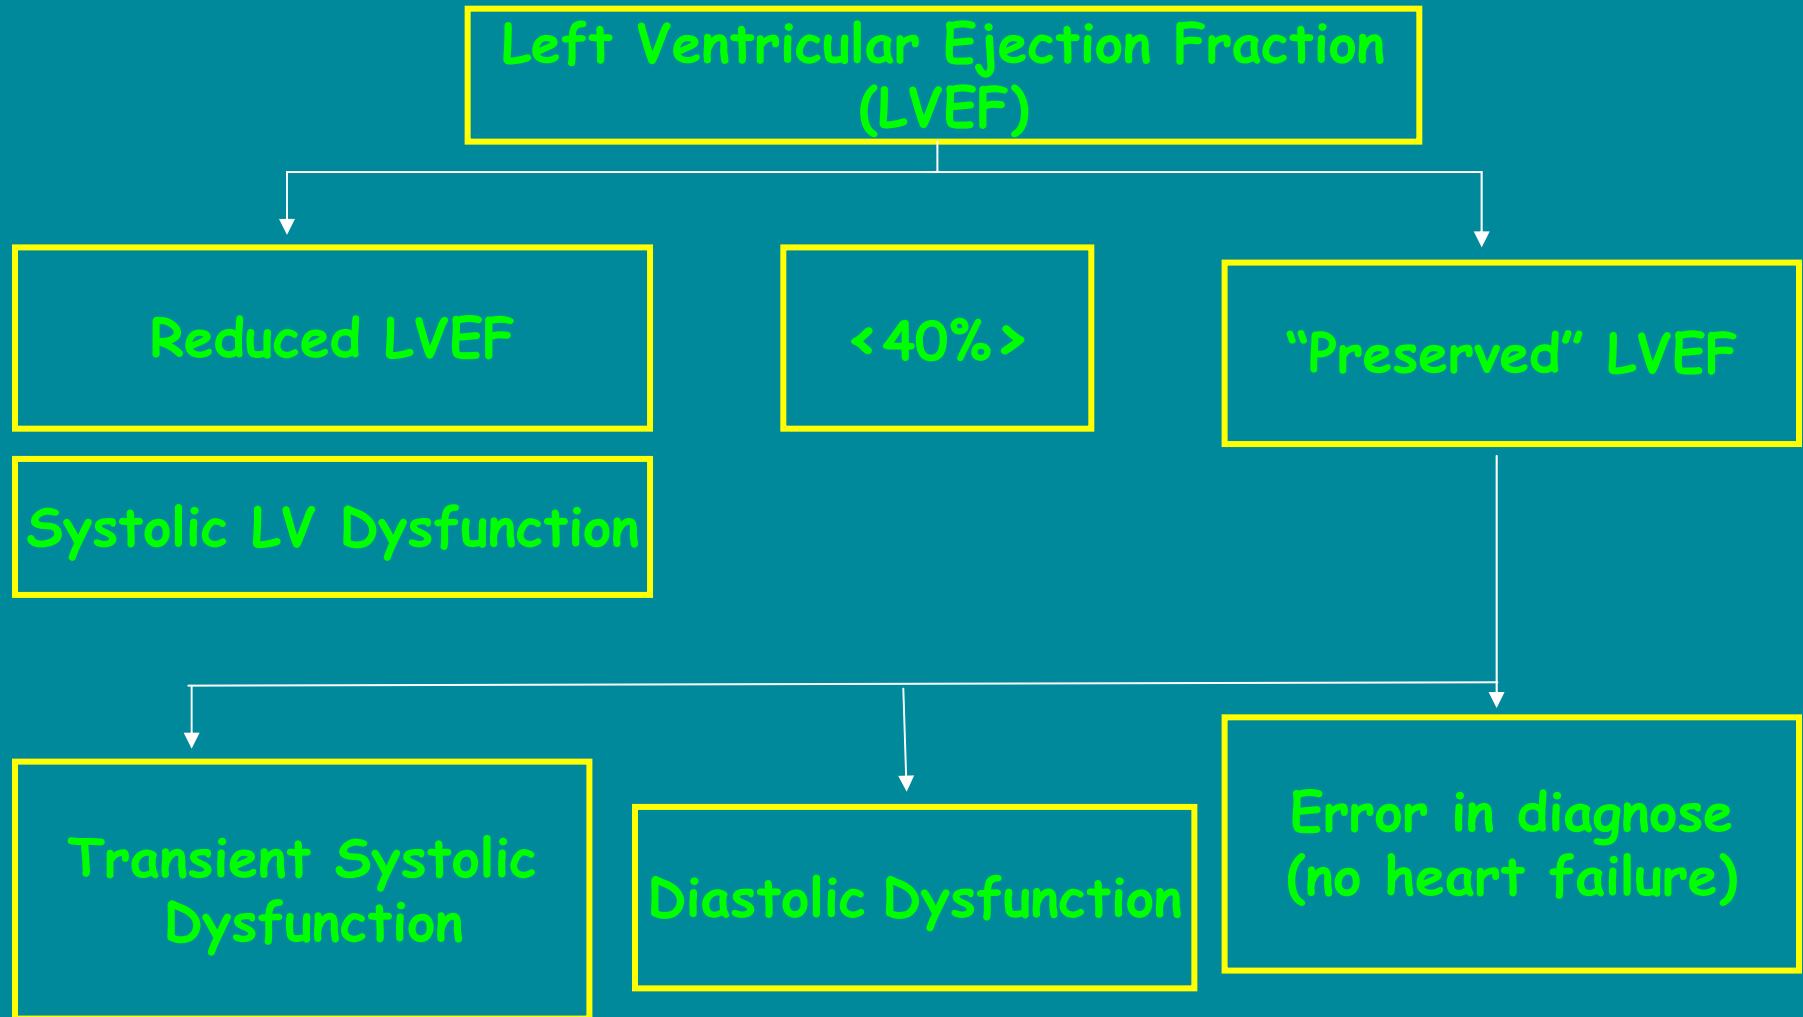 Left Ventricular Ejection Fraction
(LVEF)
Reduced LVEF
<40%>
“Preserved” LVEF
Systolic LV Dysfunction
Transient Systolic
Dysfunction
Diastolic Dysfunction
Error in diagnose
(no heart failure)